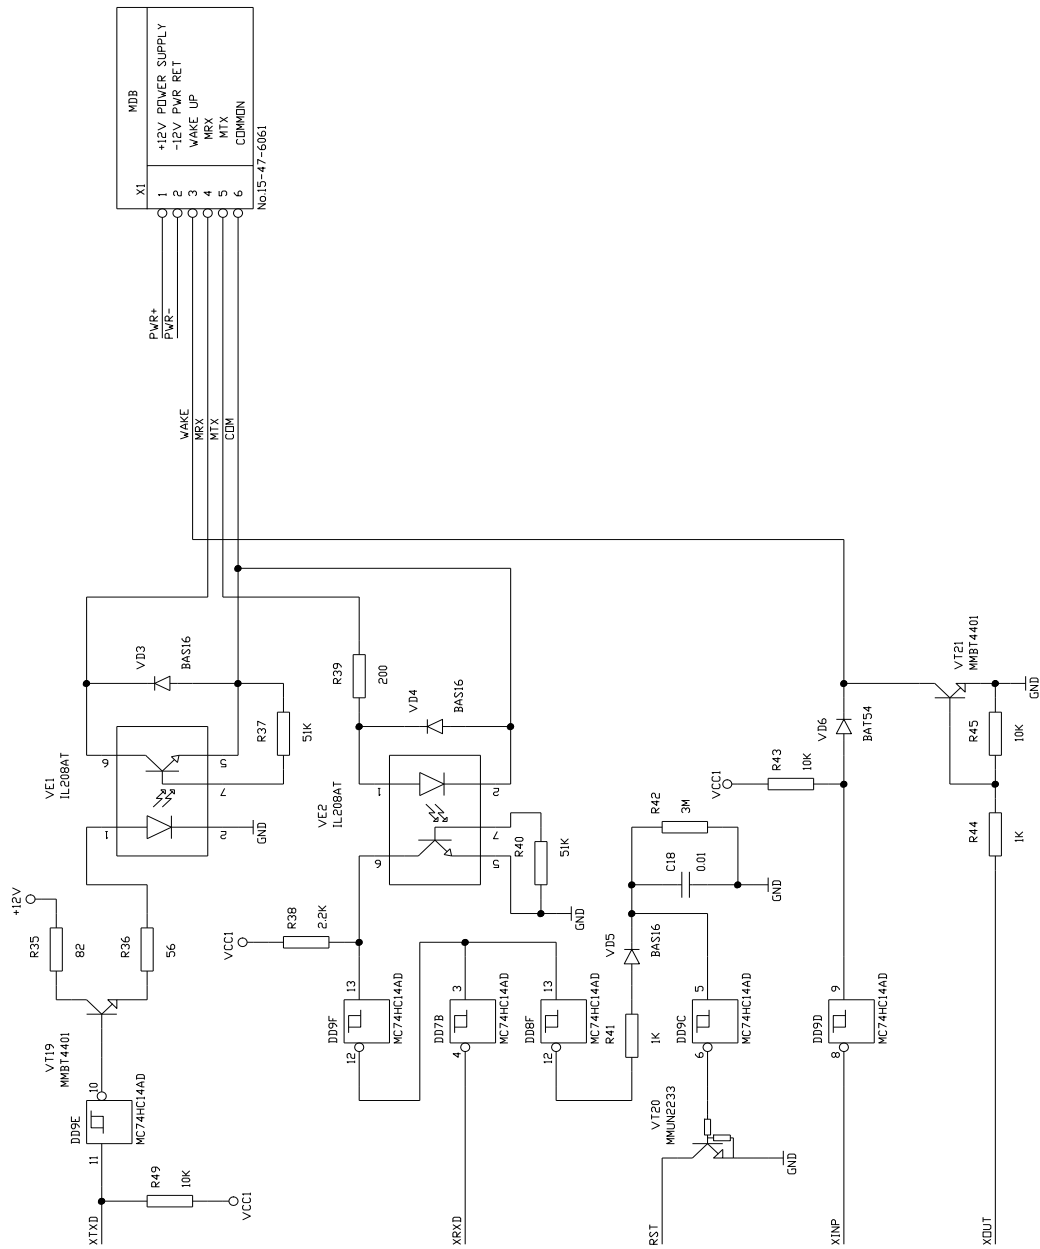 MDB
X1
+12V POWER SUPPLY
-12V PWR RET
WAKE UP
MRX
MTX
COMMON
1
2
3
4
5
6
No.15-47-6061
PWR+
PWR-
WAKE
MRX
MTX
COM
VE1
IL208AT
6
5
7
1
2
GND
VD3
BAS16
R37
51K
+12V
R35
82
R36
56
VT19
MMBT4401
10
DD9E
MC74HC14AD
11
R49
10K
VCC1
XTXD
R39
200
VD4
BAS16
VE2
IL208AT
1
2
6
5
7
R40
51K
GND
VCC1
R38
2.2K
13
DD9F
MC74HC14AD
12
3
DD7B
MC74HC14AD
4
XRXD
13
DD8F
MC74HC14AD
12
R41
1K
VD5
BAS16
R42
3M
C18
0.01
GND
5
DD9C
MC74HC14AD
6
VT20
MMUN2233
GND
RST
VCC1
R43
10K
VD6
BAT54
9
DD9D
MC74HC14AD
8
XINP
VT21
MMBT4401
GND
R45
10K
R44
1K
XOUT